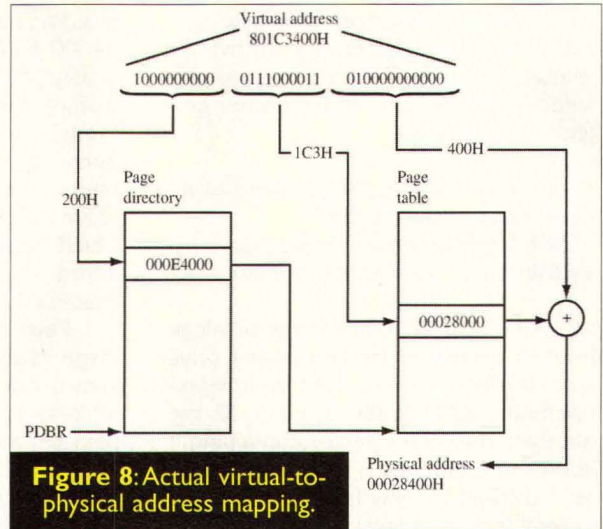 Virtual address
801C3400H
1000000000 0111000011 010000000000
1C3H
400H
200H
Page
directory
Page
table
000E4000
00028000
+
PDBR
Physical address
00028400H
Figure 8: Actual virtual-to-
physical address mapping.